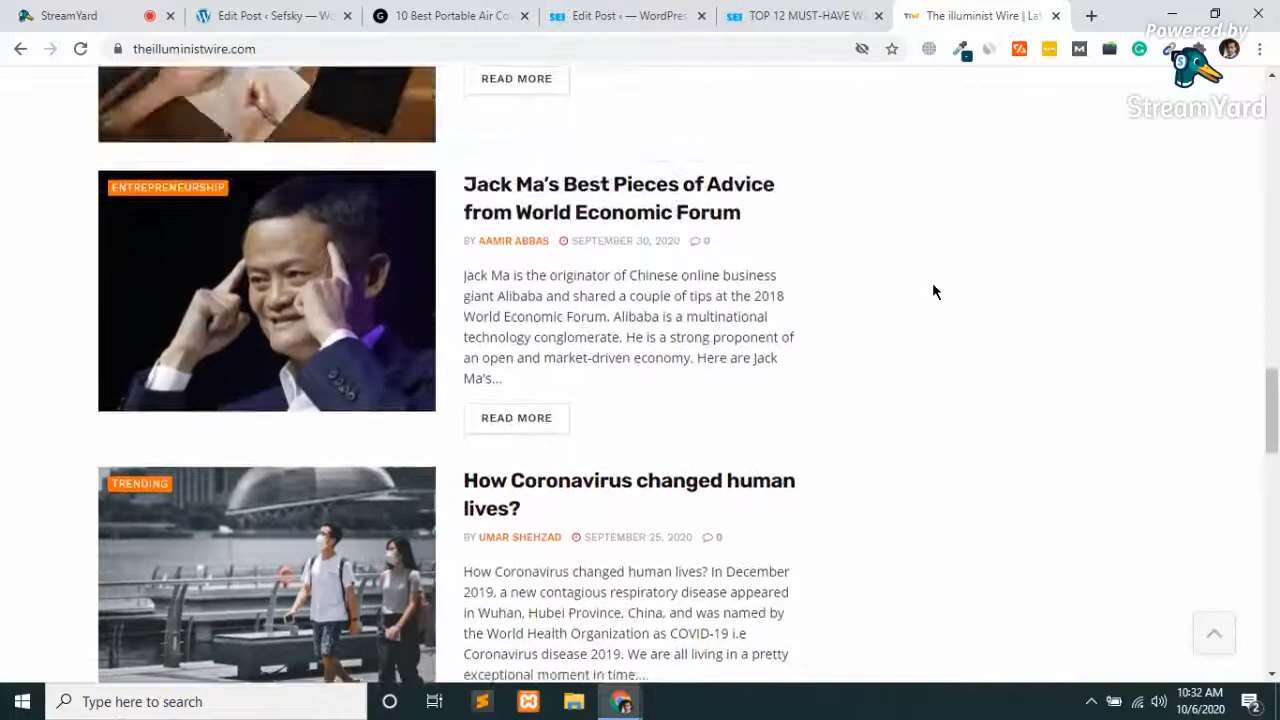 StreamYard
Edit Post ‹ Sefsky — Wo
10 Best Portable Air Co
Edit Post ‹ — WordPres
TOP 12 MUST-HAVE W
The illuminist Wire | Lat
theilluministwire.com
Powered by
StreamYard
READ MORE
ENTREPRENEURSHIP
Jack Ma’s Best Pieces of Advice
from World Economic Forum
BY AAMIR ABBAS SEPTEMBER 30, 2020 0
Jack Ma is the originator of Chinese online business
giant Alibaba and shared a couple of tips at the 2018
World Economic Forum. Alibaba is a multinational
technology conglomerate. He is a strong proponent of
an open and market-driven economy. Here are Jack
Ma's...
READ MORE
TRENDING
How Coronavirus changed human
lives?
BY UMAR SHEHZAD SEPTEMBER 25, 2020 0
How Coronavirus changed human lives? In December
2019, a new contagious respiratory disease appeared
in Wuhan, Hubei Province, China, and was named by
the World Health Organization as COVID-19 i.e
Coronavirus disease 2019. We are all living in a pretty
exceptional moment in time...
Type here to search
10:32 AM
10/6/2020
2